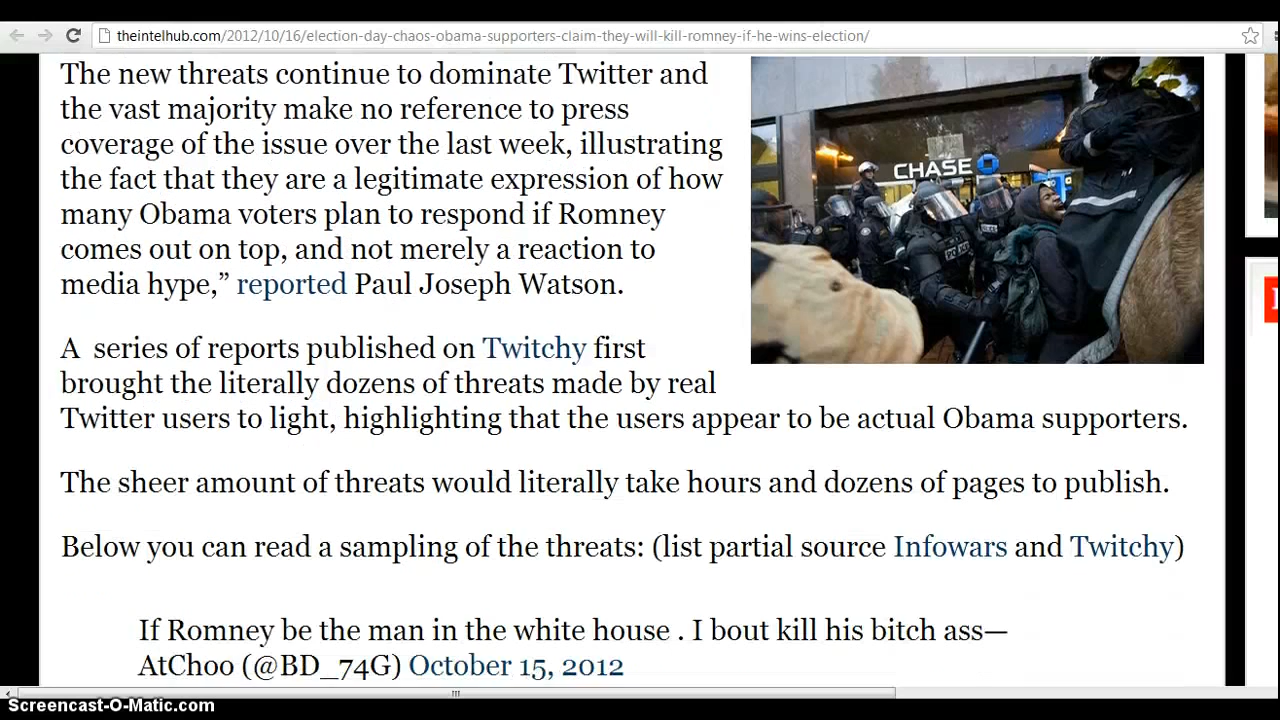 theintelhub.com/2012/10/16/election-day-chaos-obama-supporters-claim-they-will-kill-romney-if-he-wins-election/
The new threats continue to dominate Twitter and
the vast majority make no reference to press
coverage of the issue over the last week, illustrating
the fact that they are a legitimate expression of how
many Obama voters plan to respond if Romney
comes out on top, and not merely a reaction to
media hype,” reported Paul Joseph Watson.
CHASE
POLICE
A series of reports published on Twitchy first
brought the literally dozens of threats made by real
Twitter users to light, highlighting that the users appear to be actual Obama supporters.
The sheer amount of threats would literally take hours and dozens of pages to publish.
Below you can read a sampling of the threats: (list partial source Infowars and Twitchy)
If Romney be the man in the white house . I bout kill his bitch ass—
AtChoo (@BD_74G) October 15, 2012
Screencast-O-Matic.com